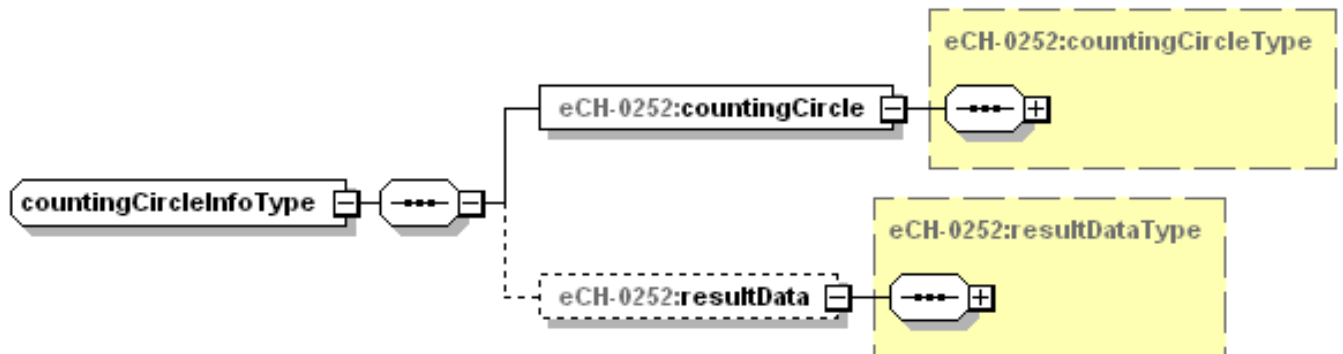 eCH-0252:countingCircleType
eCH-0252:countingCircle
countingCircleInfoType
eCH-0252:resultDataType
eCH-0252:resultData